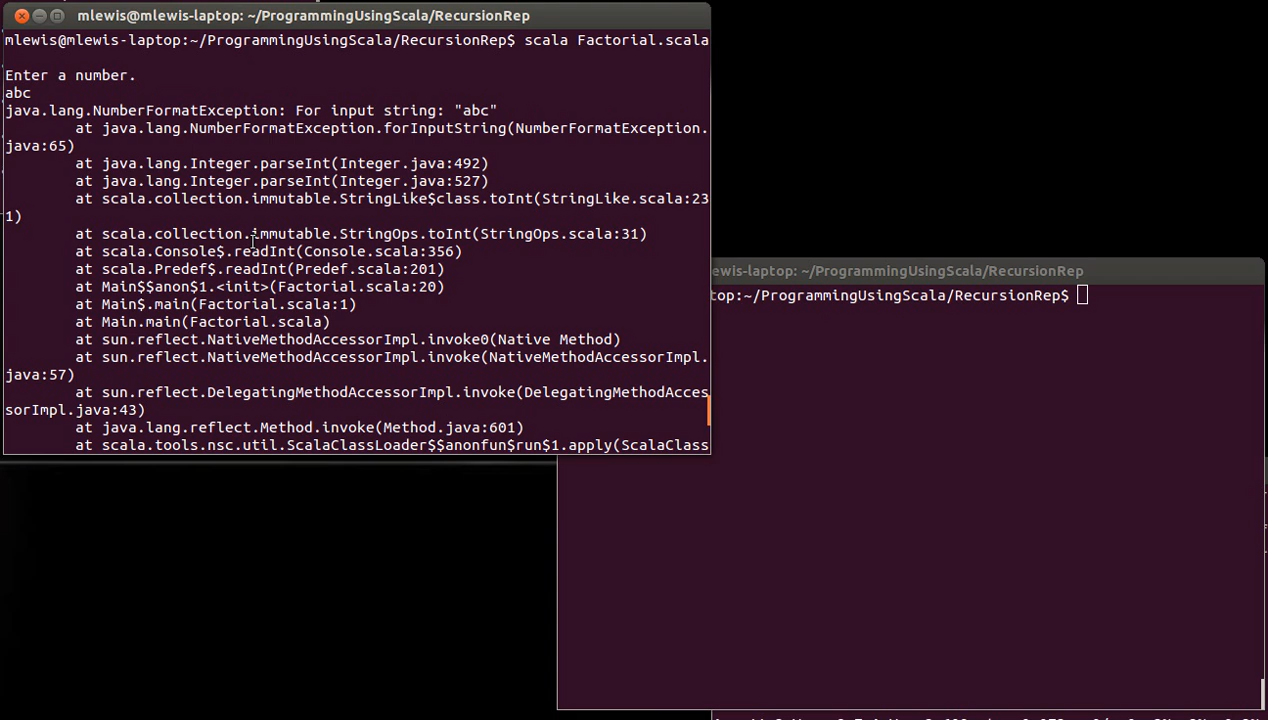 mlewis@mlewis-laptop: ~/ProgrammingUsingScala/RecursionRep
mlewis@mlewis-laptop:~/ProgrammingUsingScala/RecursionRep$ scala Factorial.scala
Enter a number.
abc
java.lang.NumberFormatException: For input string: "abc"
at java.lang.NumberFormatException.forInputString(NumberFormatException.
java:65)
at java.lang.Integer.parseInt(Integer.java:492)
at java.lang.Integer.parseInt(Integer.java:527)
at scala.collection.immutable.StringLike$class.toInt(StringLike.scala:23
1)
at scala.collection.immutable.StringOps.toInt(StringOps.scala:31)
at scala.Console$.readInt(Console.scala:356)
at scala.Predef$.readInt(Predef.scala:201)
at Main$$anon$1.<init>(Factorial.scala:20)
at Main$.main(Factorial.scala:1)
at Main.main(Factorial.scala)
at sun.reflect.NativeMethodAccessorImpl.invoke0(Native Method)
at sun.reflect.NativeMethodAccessorImpl.invoke(NativeMethodAccessorImpl.
java:57)
at sun.reflect.DelegatingMethodAccessorImpl.invoke(DelegatingMethodAcces
sorImpl.java:43)
at java.lang.reflect.Method.invoke(Method.java:601)
at scala.tools.nsc.util.ScalaClassLoader$$anonfun$run$1.apply(ScalaClass
ewis-laptop: ~/ProgrammingUsingScala/RecursionRep
top:~/ProgrammingUsingScala/RecursionRep$